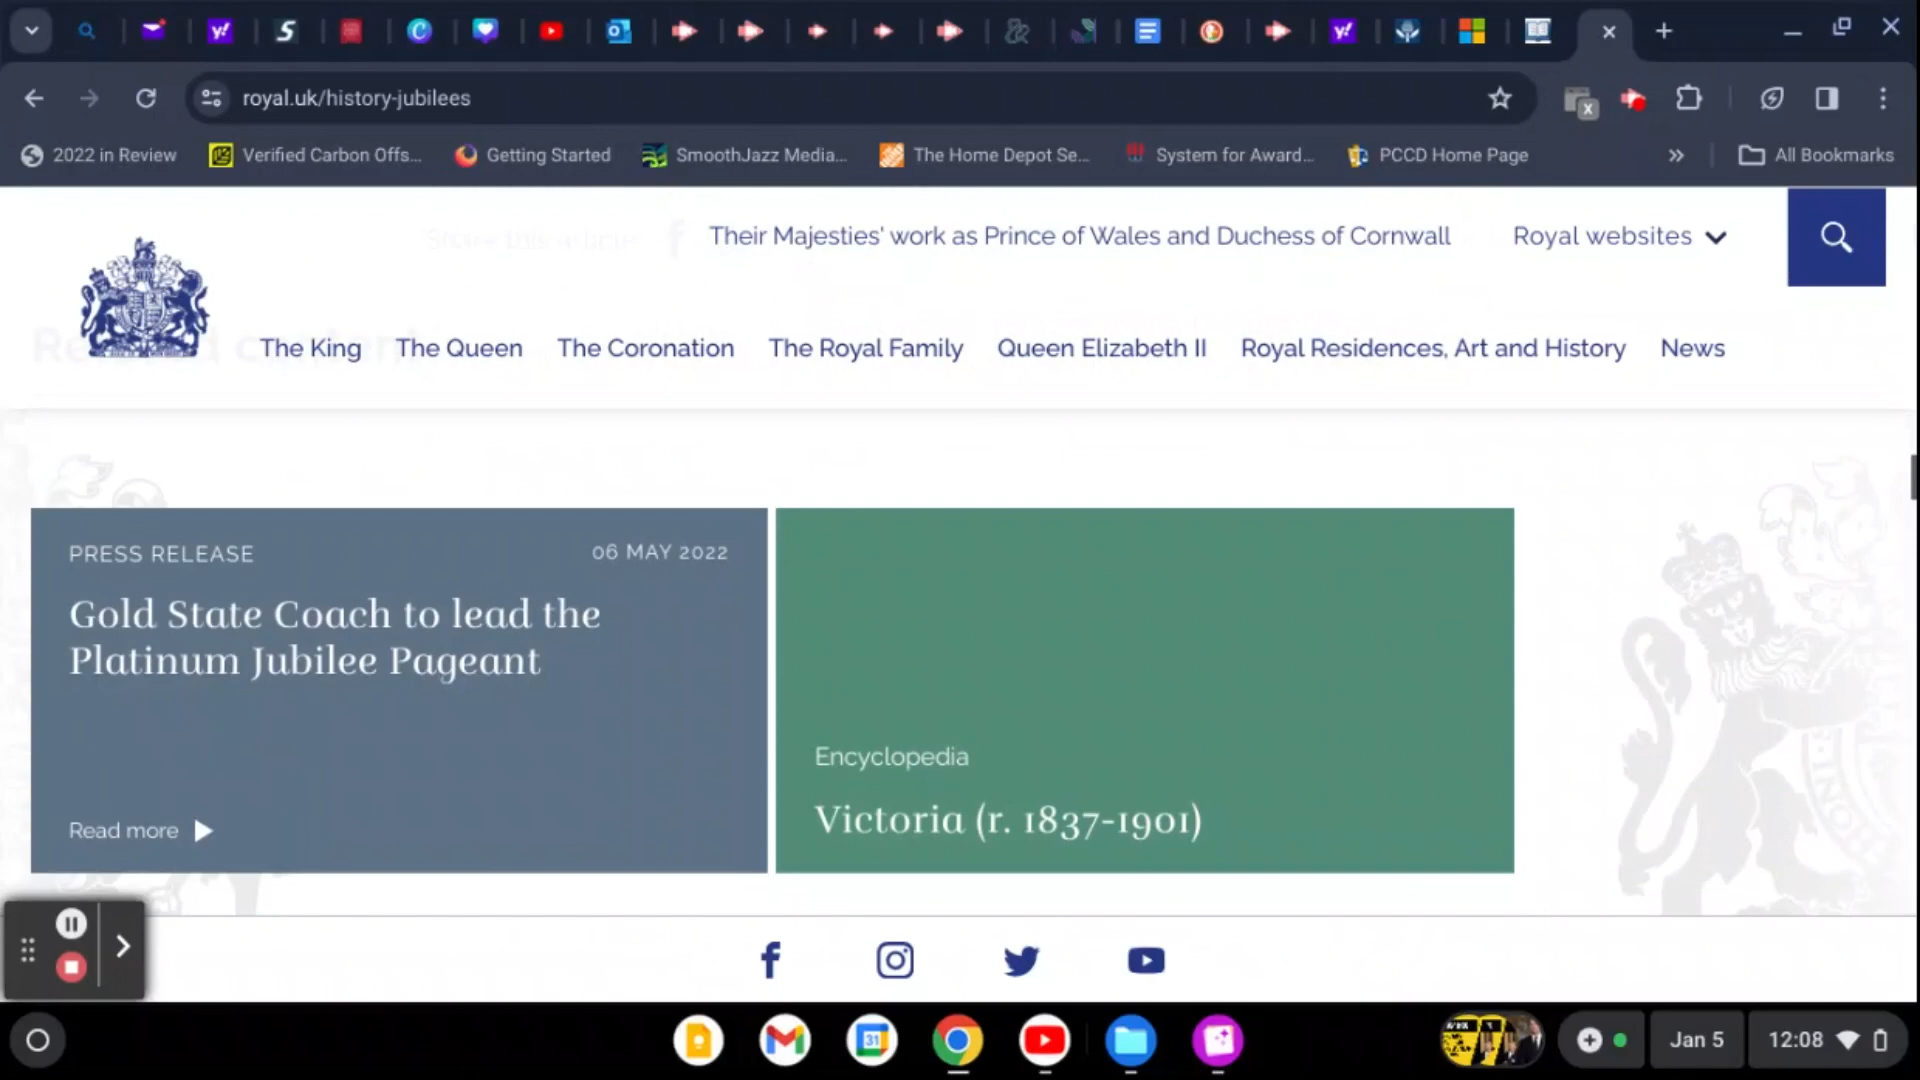 royal.uk/history-jubilees
2022 in Review
Verified Carbon Offs...
Getting Started
SmoothJazz Media...
The Home Depot Se...
System for Award...
PCCD Home Page
All Bookmarks
Their Majesties' work as Prince of Wales and Duchess of Cornwall
Royal websites
The King
The Queen
The Coronation
The Royal Family
Queen Elizabeth II
Royal Residences, Art and History
News
PRESS RELEASE
06 MAY 2022
Gold State Coach to lead the
Platinum Jubilee Pageant
Read more
Encyclopedia
Victoria (r. 1837-1901)
Jan 5
12:08